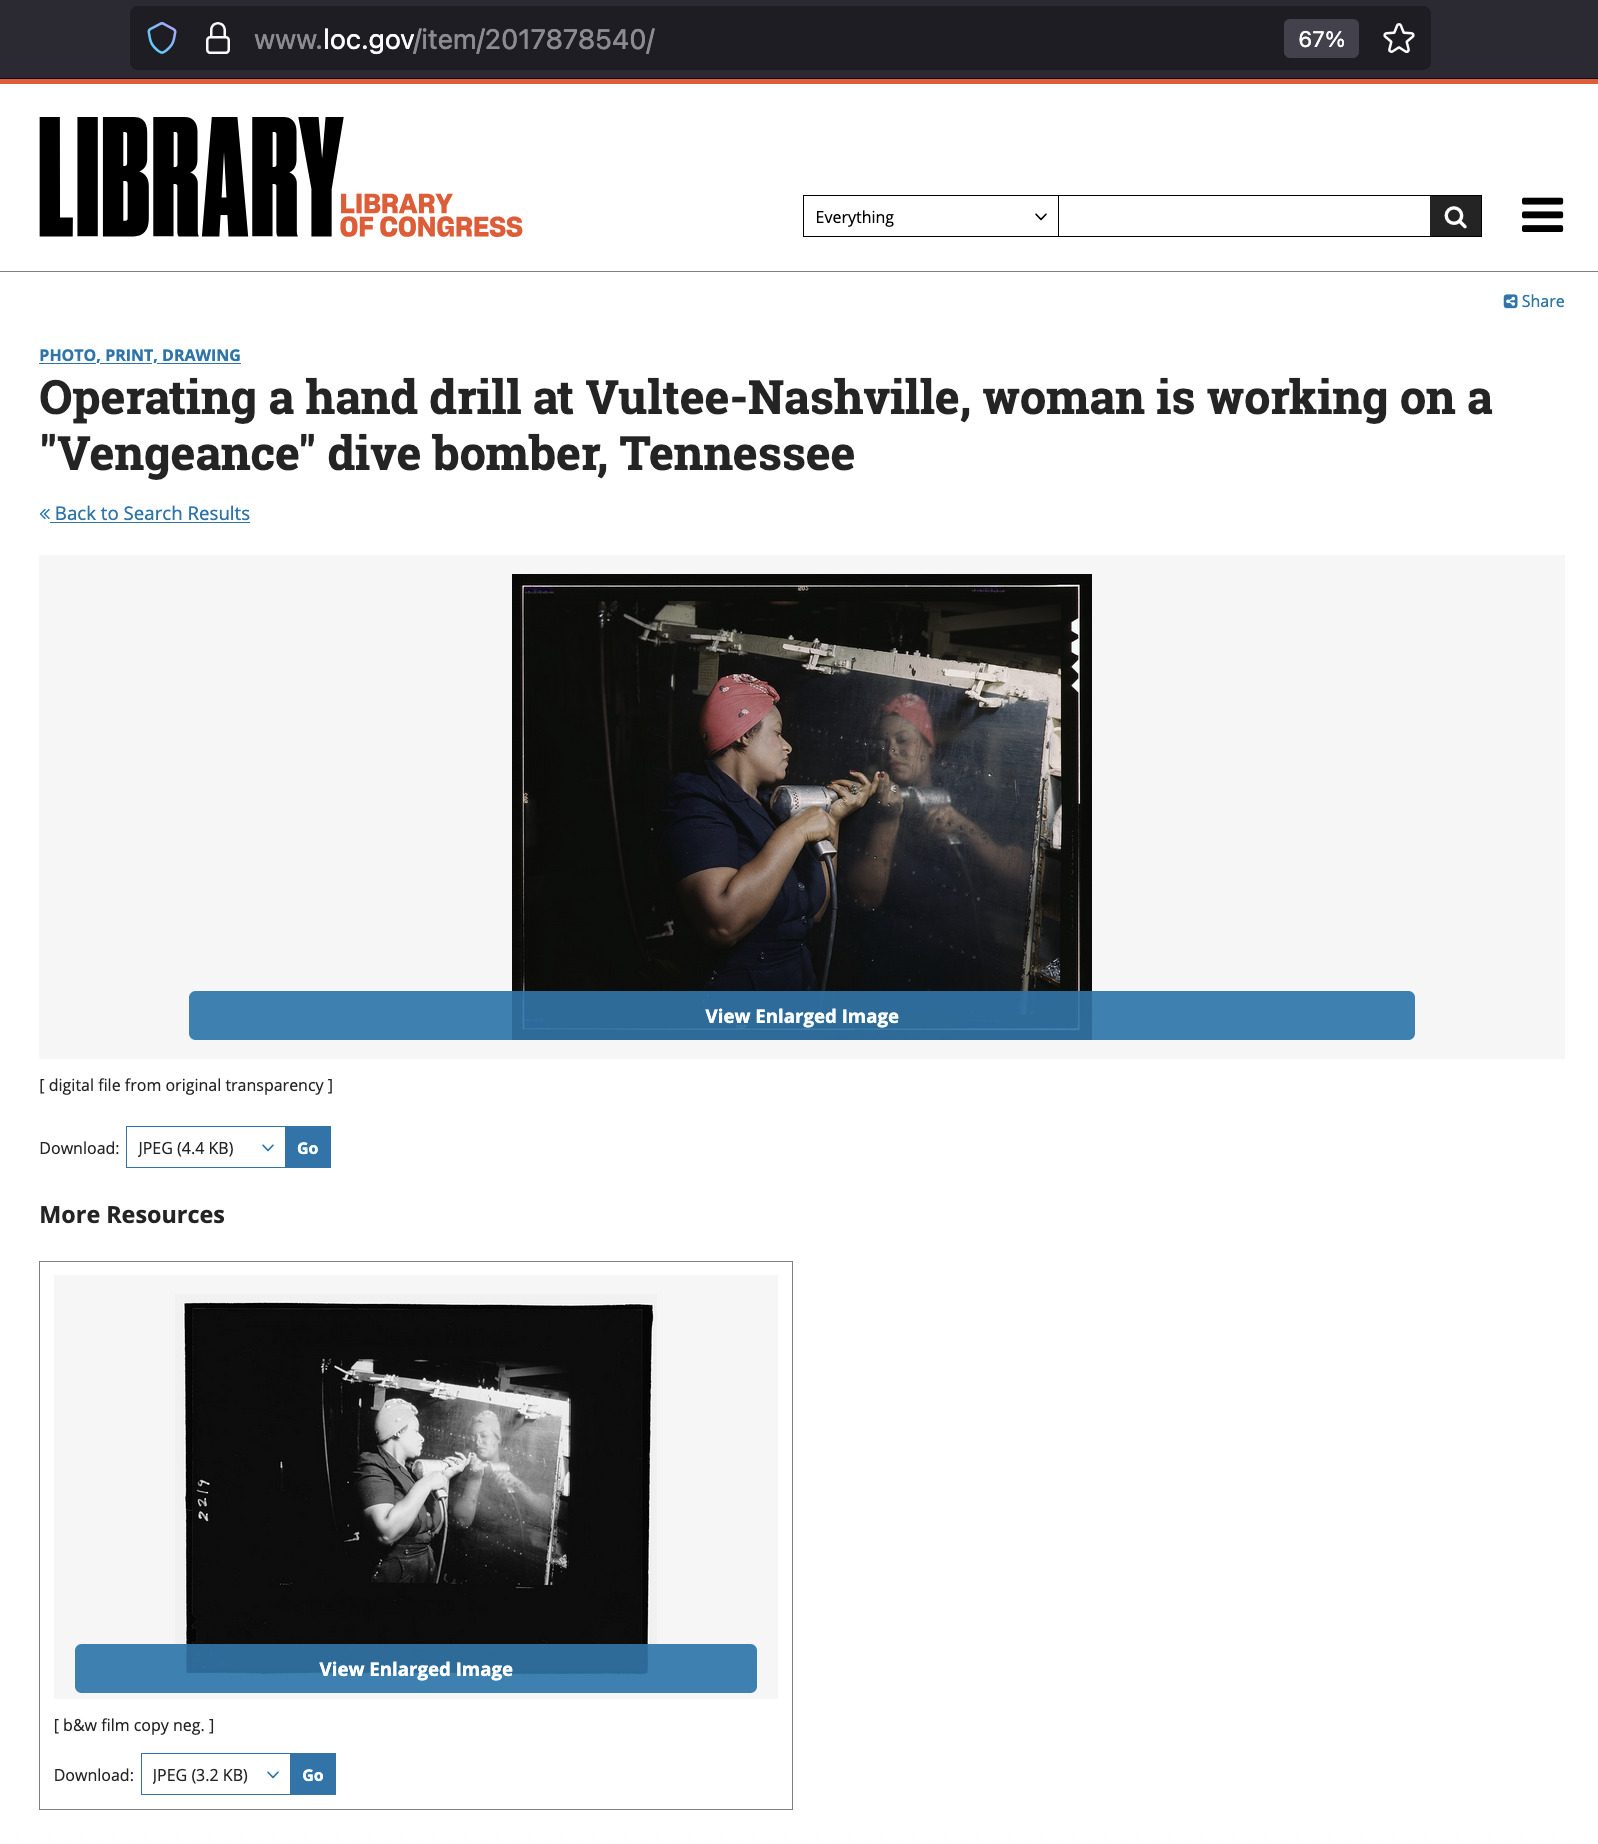 www.loc.gov/item/2017878540/
67%
LIBRARY
LIBRARY
OF CONGRESS
Everything
Share
PHOTO, PRINT, DRAWING
Operating a hand drill at Vultee-Nashville, woman is working on a
"Vengeance" dive bomber, Tennessee
« Back to Search Results
View Enlarged Image
[ digital file from original transparency ]
Download:
JPEG (4.4 KB)
Go
More Resources
View Enlarged Image
[ b&w film copy neg. ]
Download:
JPEG (3.2 KB)
Go